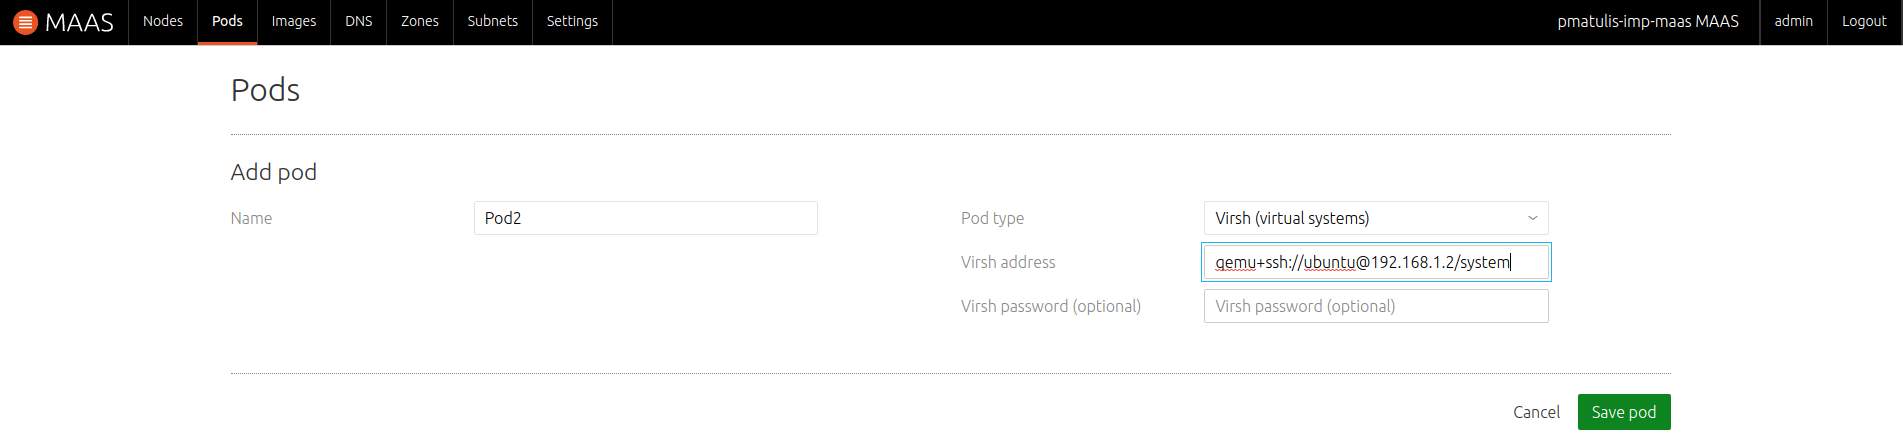 MAAS Nodes Pods Images DNS Zones Subnets Settings pmatulis-imp-maas MAAS admin Logout
Pods
Add pod
Name Pod2 Pod type Virsh (virtual systems)
Virsh address qemu+ssh://ubuntu@192.168.1.2/system
Virsh password (optional) Virsh password (optional)
Cancel Save pod